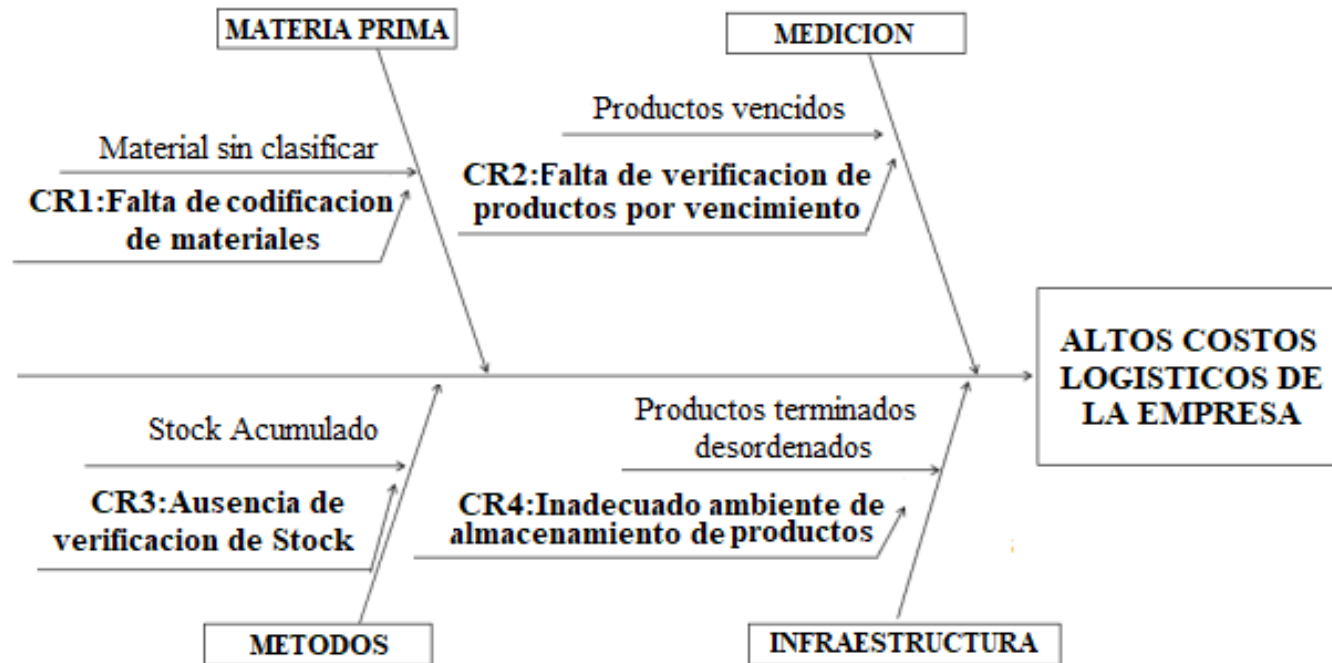 MATERIA PRIMA
MEDICION
Material sin clasificar
CR1:Falta de codificacion
de materiales
Productos vencidos
CR2:Falta de verificacion de
productos por vencimiento
ALTOS COSTOS
LOGISTICOS DE
LA EMPRESA
Stock Acumulado
CR3:Ausencia de
verificacion de Stock
Productos terminados
desordenados
CR4:Inadecuado ambiente de
almacenamiento de productos
METODOS
INFRAESTRUCTURA